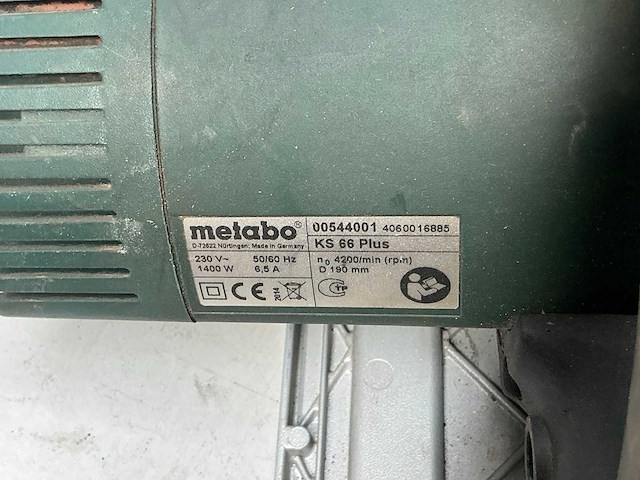 metabo®
D-72622 Nürtingen, Made in Germany
230 V~ 50/60 Hz
1400 W 6,5 A
CE 2014
00544001 4060016885
KS 66 Plus
n0 4200/min (rpm)
D 190 mm